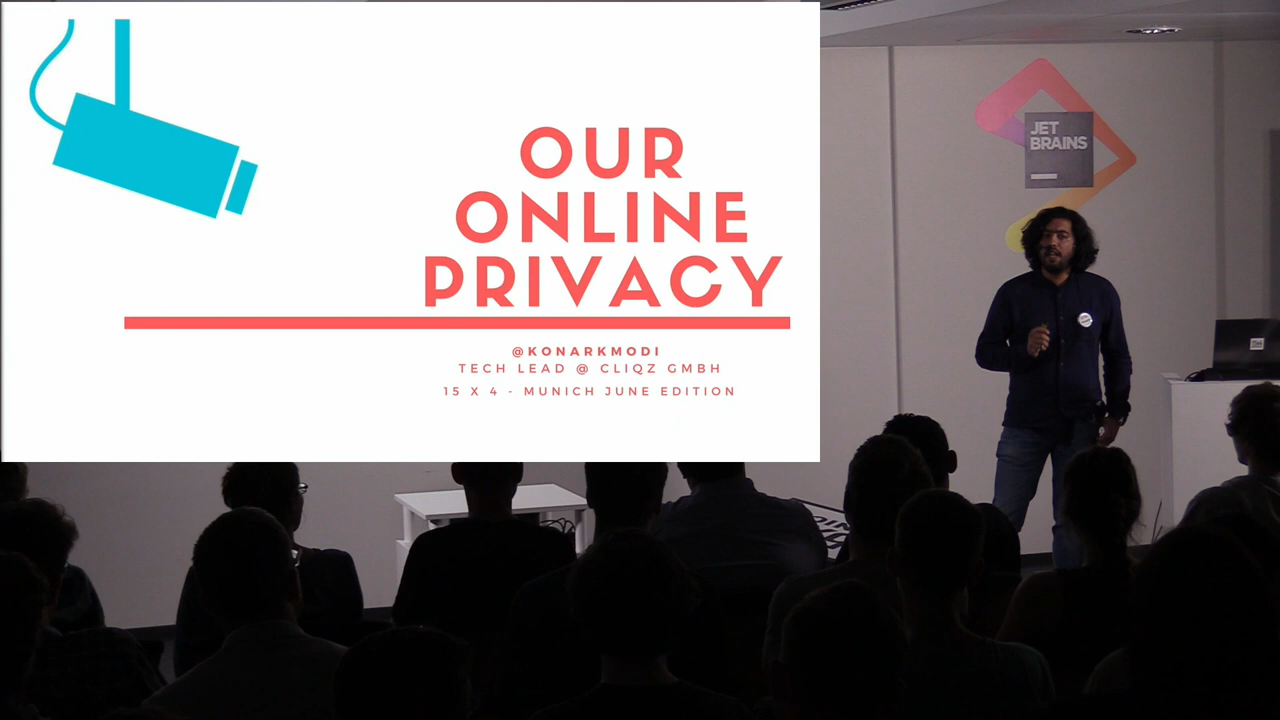 OUR
ONLINE
PRIVACY
@KONARKMODI
TECH LEAD @ CLIQZ GMBH
15 X 4 - MUNICH JUNE EDITION
JET
BRAINS